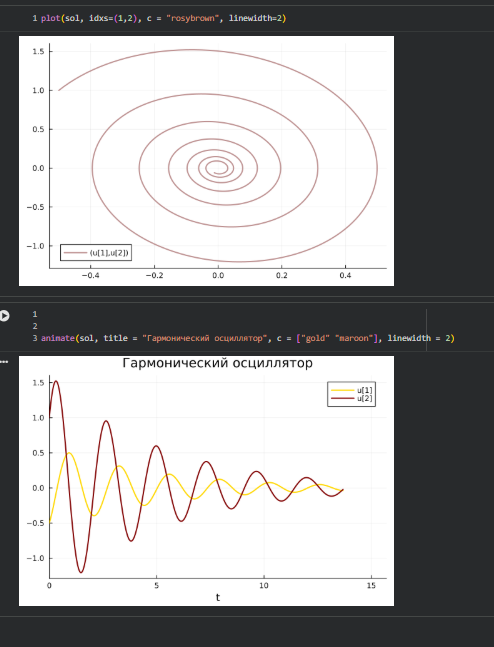 1 plot(sol, idxs=(1,2), c = "rosybrown", linewidth=2)
1.5
1.0
0.5
0.0
−0.5
−1.0
(u[1],u[2])
−0.4 −0.2 0.0 0.2 0.4
1
2
3 animate(sol, title = "Гармонический осциллятор", c = ["gold" "maroon"], linewidth = 2)
Гармонический осциллятор
1.5
1.0
0.5
0.0
−0.5
−1.0
u[1]
u[2]
0 5 10 15
t